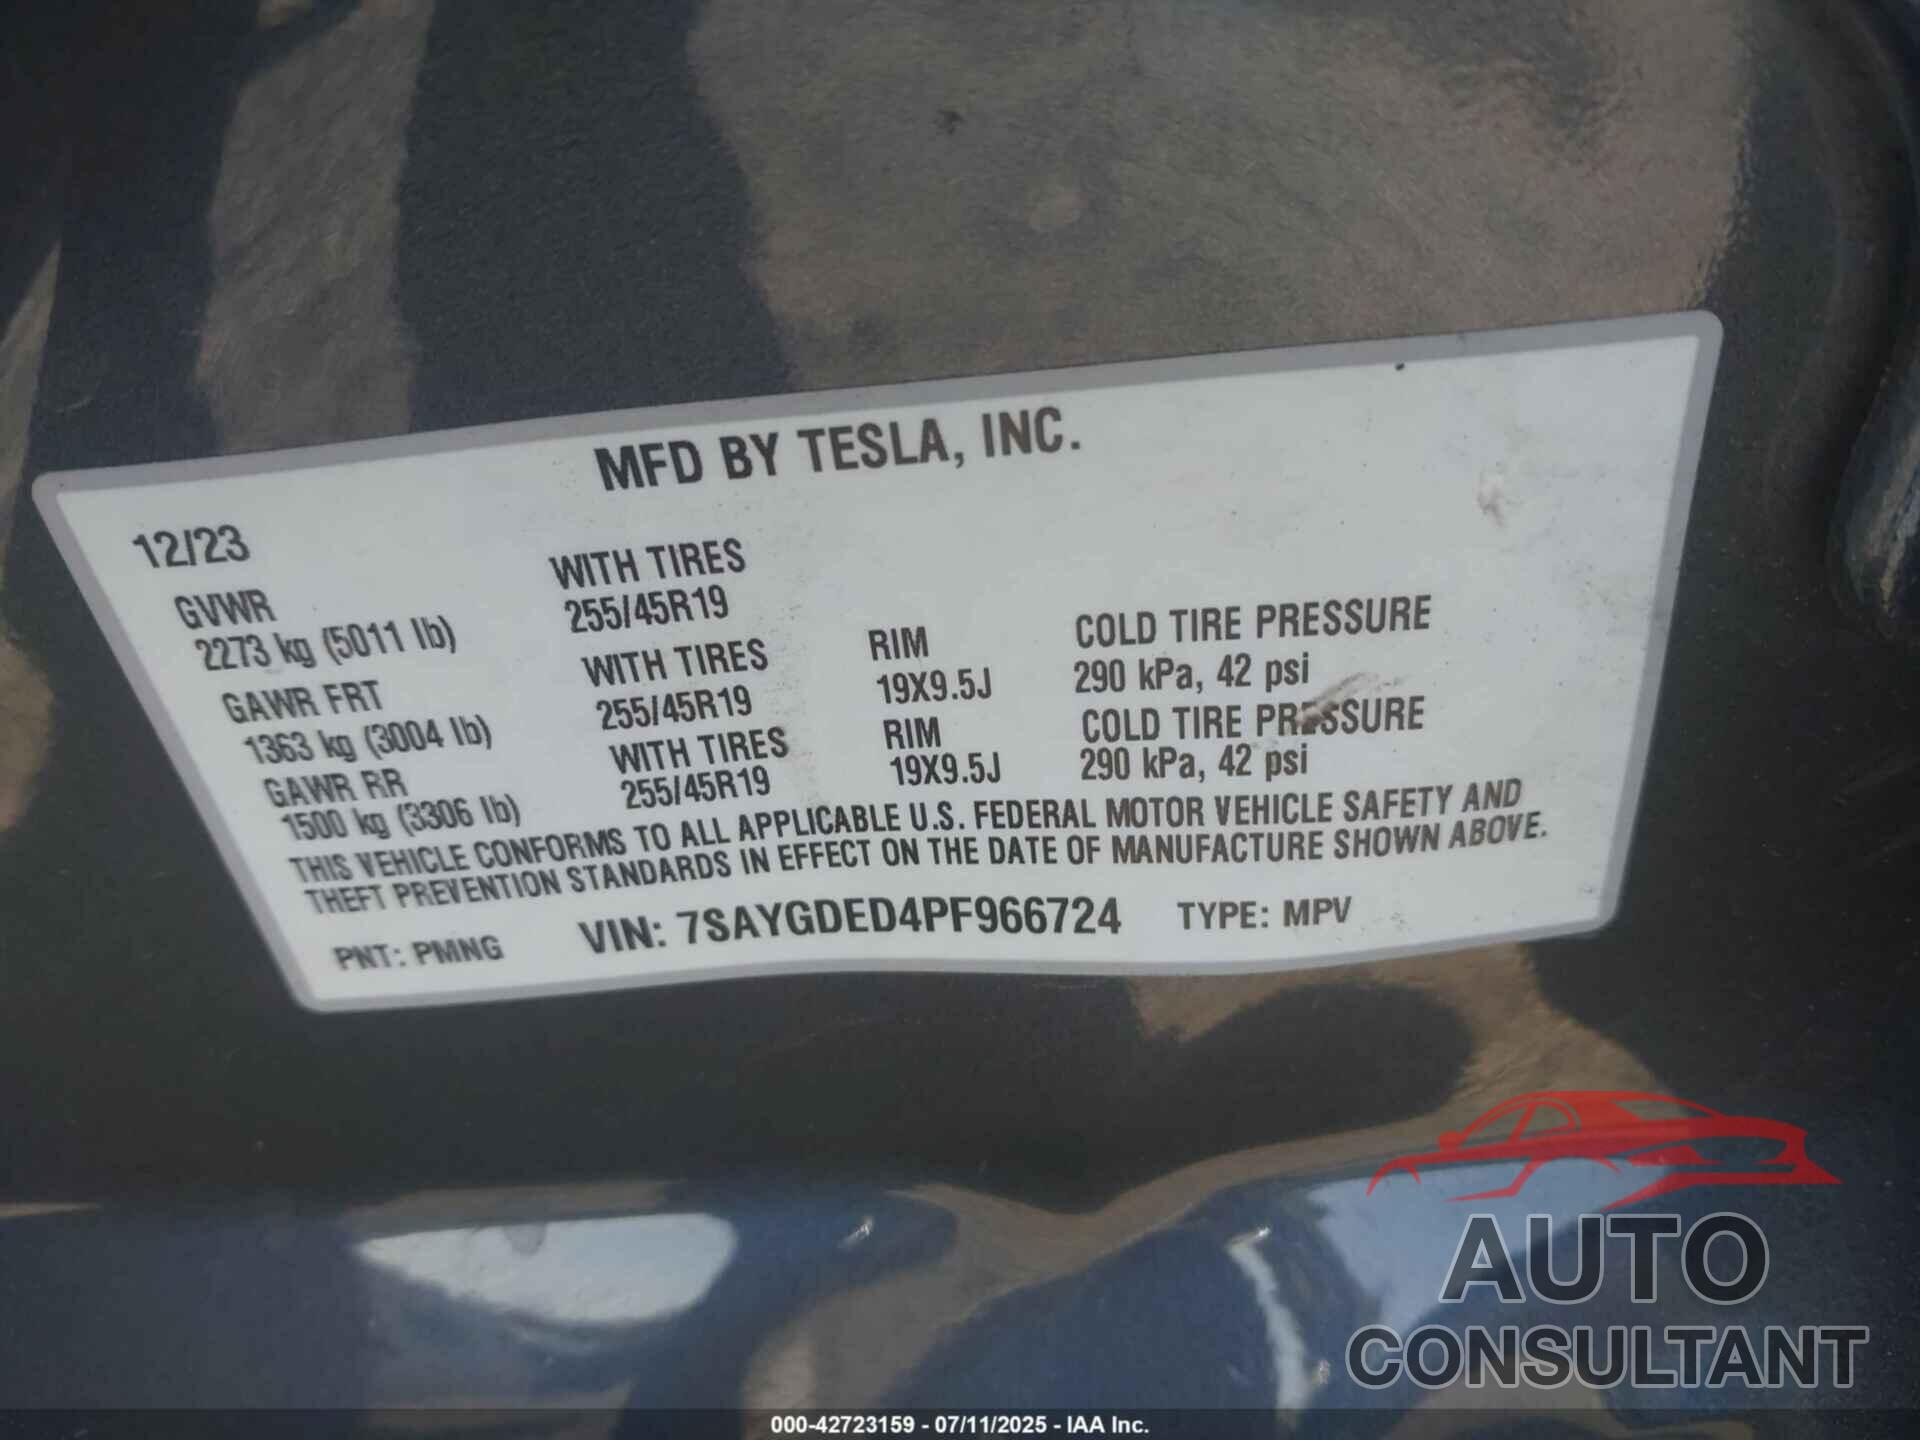 MFD BY TESLA, INC.
12/23
GVWR WITH TIRES
2273 kg (5011 lb) 255/45R19
GAWR FRT WITH TIRES RIM COLD TIRE PRESSURE
1363 kg (3004 lb) 255/45R19 19X9.5J 290 kPa, 42 psi
GAWR RR WITH TIRES RIM COLD TIRE PRESSURE
1500 kg (3306 lb) 255/45R19 19X9.5J 290 kPa, 42 psi
THIS VEHICLE CONFORMS TO ALL APPLICABLE U.S. FEDERAL MOTOR VEHICLE SAFETY AND
THEFT PREVENTION STANDARDS IN EFFECT ON THE DATE OF MANUFACTURE SHOWN ABOVE.
PNT: PMNG VIN: 7SAYGDED4PF966724 TYPE: MPV
AUTO
CONSULTANT
000-42723159 - 07/11/2025 - IAA Inc.